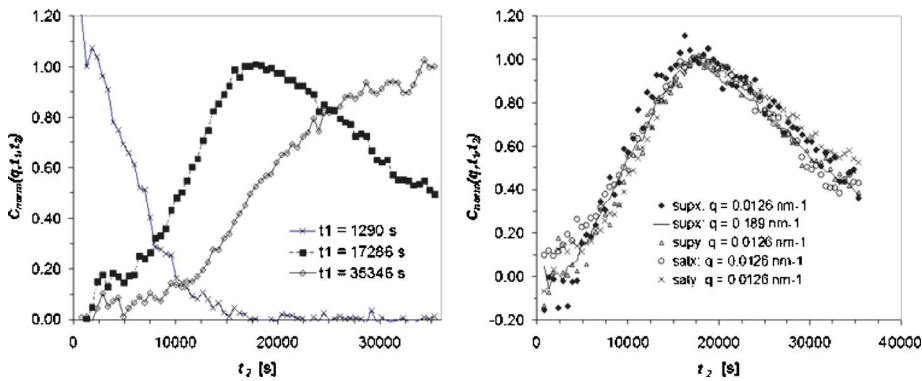 1.20
1.00
0.80
0.60
0.40
0.20
0.00
Cnorm(q,t1,t2)
t1 = 1290 s
t1 = 17286 s
t1 = 35346 s
0 10000 20000 30000
t2 [s]
1.20
1.00
0.80
0.60
0.40
0.20
0.00
-0.20
Cnorm(q,t1,t2)
supx: q = 0.0126 nm-1
supx: q = 0.189 nm-1
supy: q = 0.0126 nm-1
satx: q = 0.0126 nm-1
saty: q = 0.0126 nm-1
0 10000 20000 30000 40000
t2 [s]